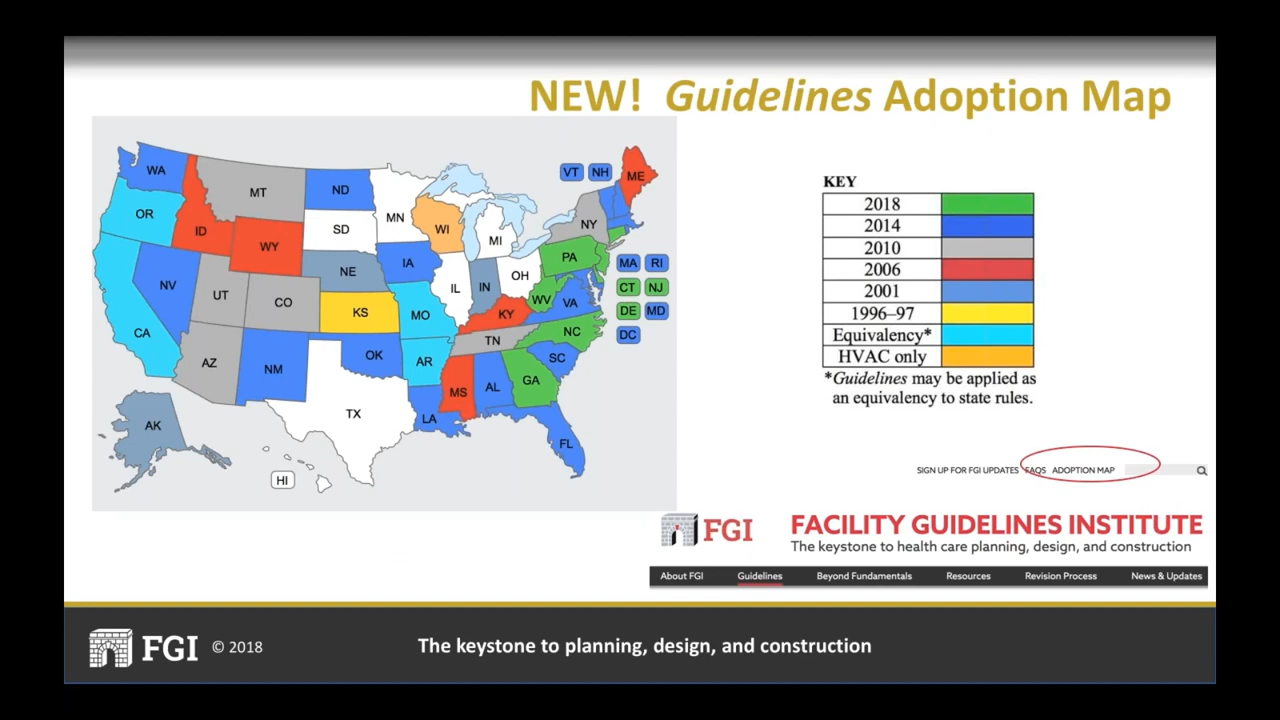 NEW! Guidelines Adoption Map
WA
OR
CA
NV
ID
MT
WY
UT
CO
AZ
NM
ND
SD
NE
KS
OK
TX
MN
IA
MO
AR
LA
WI
IL
IN
MI
OH
KY
TN
MS
AL
GA
FL
SC
NC
VA
WV
PA
NY
ME
VT
NH
MA
RI
CT
NJ
DE
MD
DC
AK
HI
KEY
2018
2014
2010
2006
2001
1996–97
Equivalency*
HVAC only
*Guidelines may be applied as
an equivalency to state rules.
SIGN UP FOR FGI UPDATES FAQS ADOPTION MAP
FGI
FACILITY GUIDELINES INSTITUTE
The keystone to health care planning, design, and construction
About FGI Guidelines Beyond Fundamentals Resources Revision Process News & Updates
FGI © 2018
The keystone to planning, design, and construction